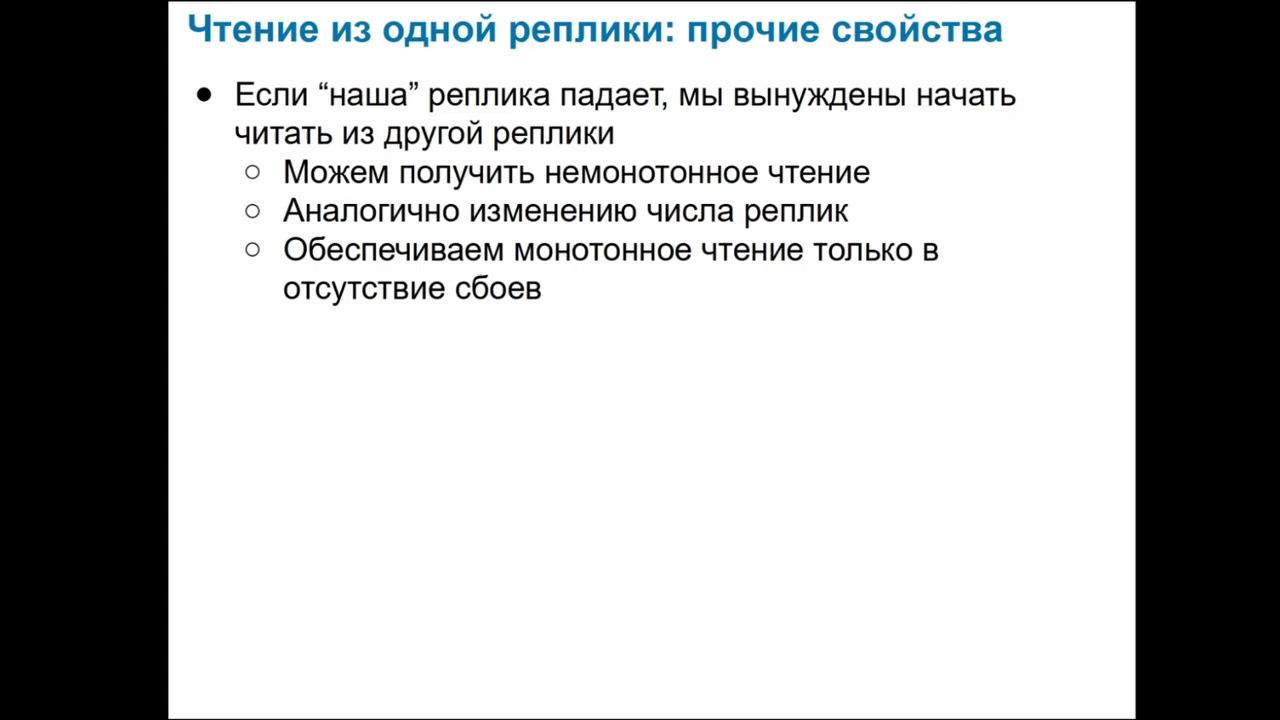 Чтение из одной реплики: прочие свойства
● Если “наша” реплика падает, мы вынуждены начать
читать из другой реплики
○ Можем получить немонотонное чтение
○ Аналогично изменению числа реплик
○ Обеспечиваем монотонное чтение только в
отсутствие сбоев